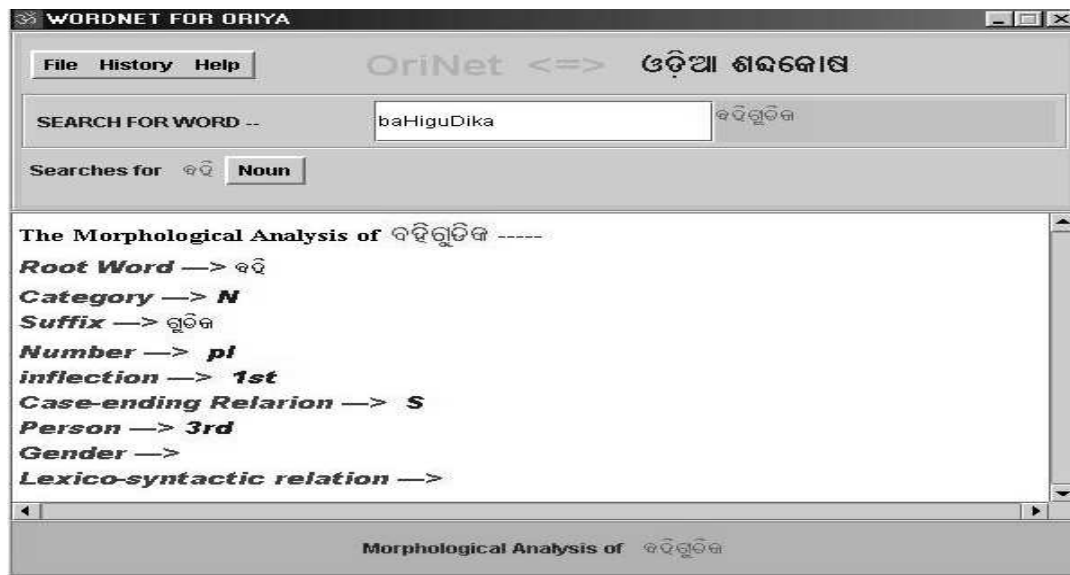 ॐ WORDNET FOR ORIYA
File History Help
OriNet <=> ଓଡ଼ିଆ ଶବ୍ଦକୋଷ
SEARCH FOR WORD -- baHiguDika ବହିଗୁଡିକ
Searches for ବହି Noun
The Morphological Analysis of ବହିଗୁଡିକ -----
Root Word —> ବହି
Category —> N
Suffix —> ଗୁଡିକ
Number —> pl
inflection —> 1st
Case-ending Relarion —> S
Person —> 3rd
Gender —>
Lexico-syntactic relation —>
Morphological Analysis of ବହିଗୁଡିକ